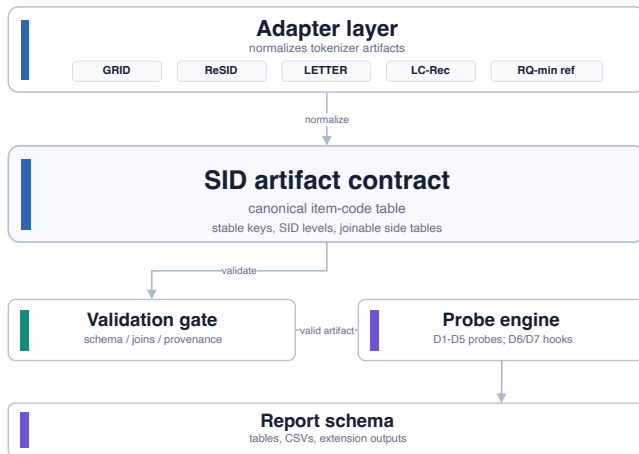 Adapter layer
normalizes tokenizer artifacts
GRID ReSID LETTER LC-Rec RQ-min ref
normalize
SID artifact contract
canonical item-code table
stable keys, SID levels, joinable side tables
validate
Validation gate
schema / joins / provenance
valid artifact
Probe engine
D1-D5 probes; D6/D7 hooks
Report schema
tables, CSVs, extension outputs